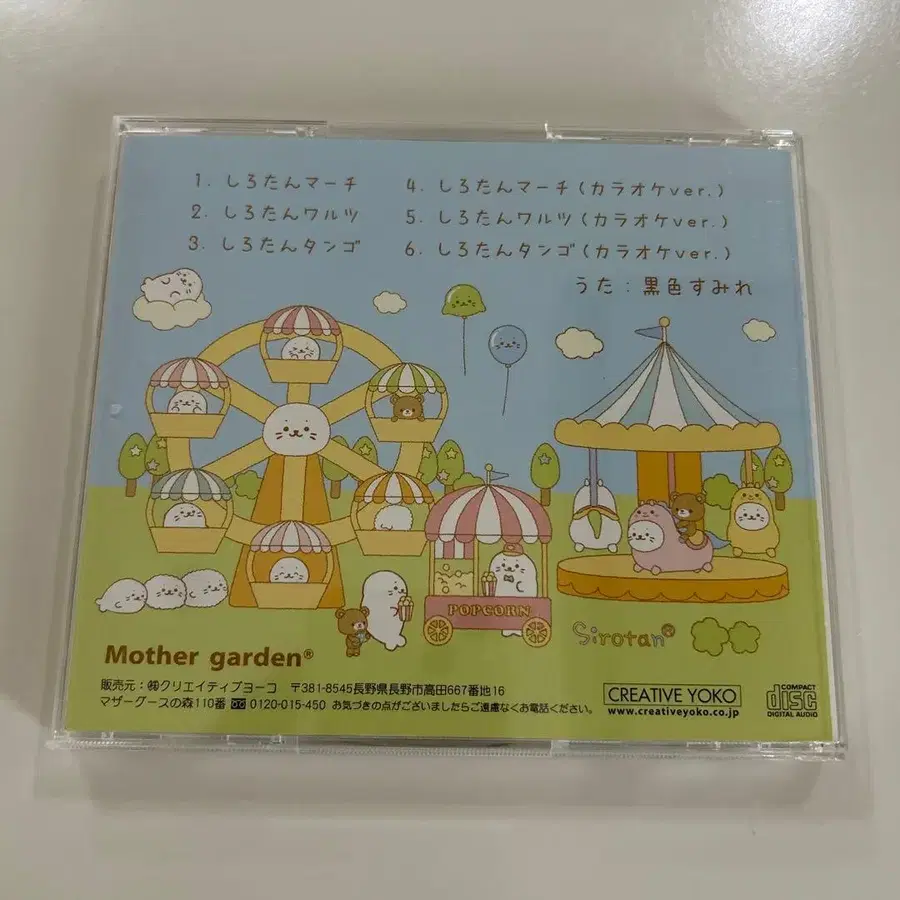 1. しろたんマーチ
2. しろたんワルツ
3. しろたんタンゴ
4. しろたんマーチ(カラオケver.)
5. しろたんワルツ(カラオケver.)
6. しろたんタンゴ(カラオケver.)
うた:黒色すみれ
POPCORN
Sirotan®
Mother garden®
販売元:㈱クリエイティブヨーコ 〒381-8545長野県長野市高田667番地16
マザーグースの森110番 0120-015-450 お気づきの点がございましたらご遠慮なくお電話ください。
CREATIVE YOKO
www.creativeyoko.co.jp
COMPACT
disc
DIGITAL AUDIO